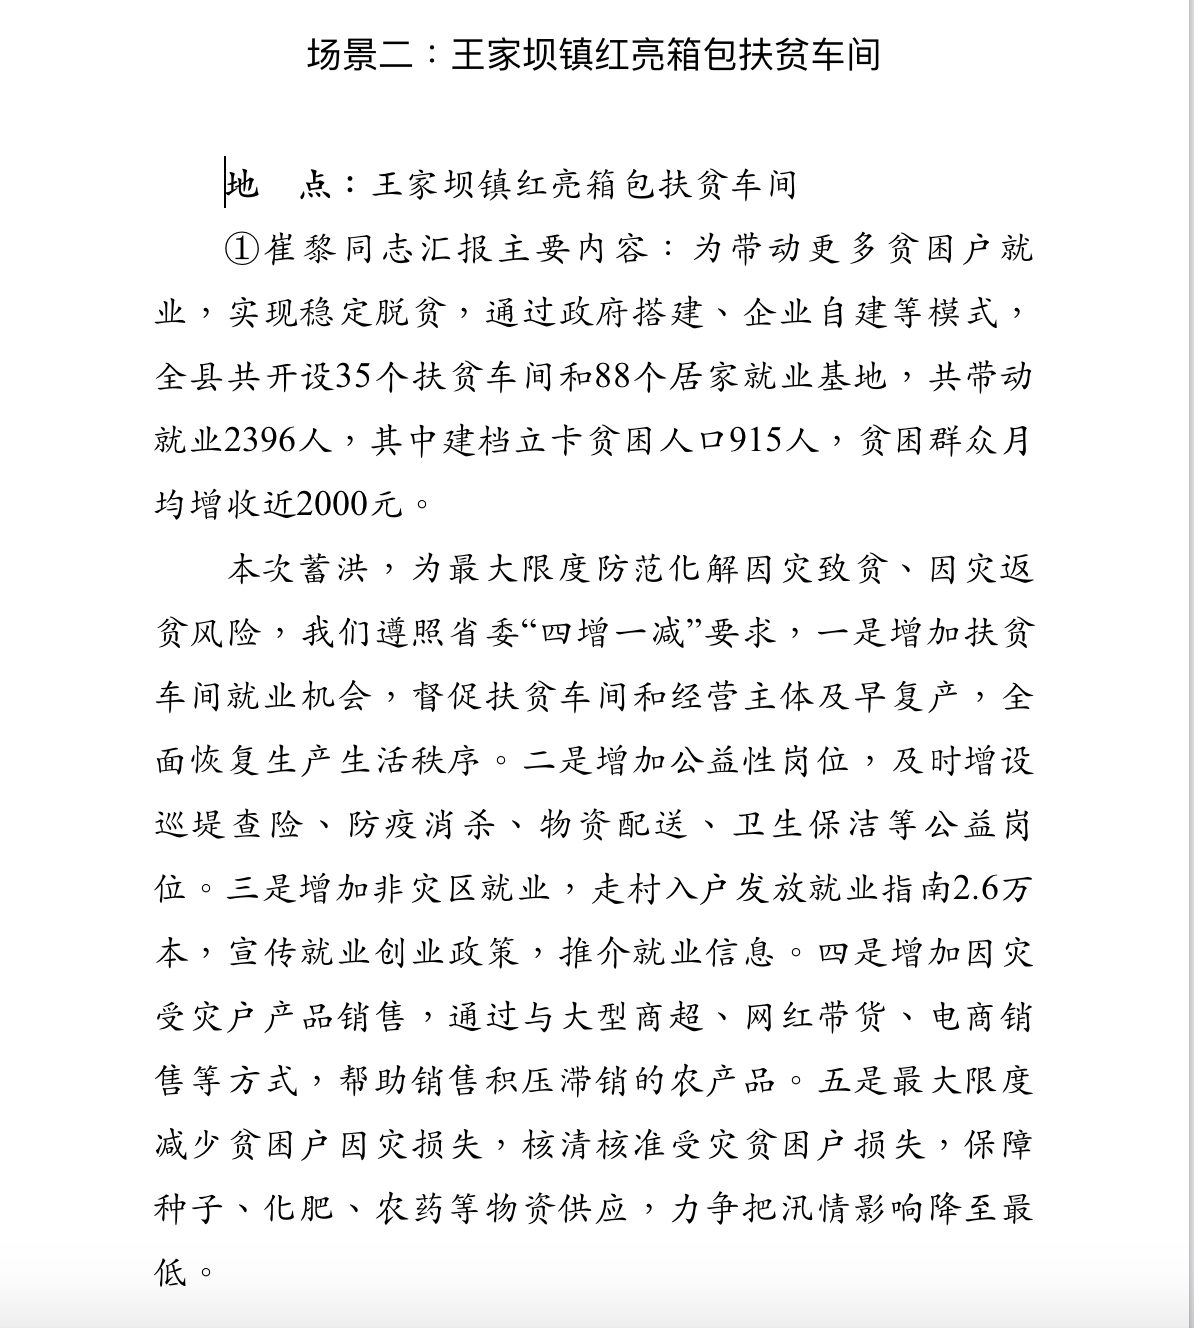 场景二：王家坝镇红亮箱包扶贫车间
地　点：王家坝镇红亮箱包扶贫车间
①崔黎同志汇报主要内容：为带动更多贫困户就
业，实现稳定脱贫，通过政府搭建、企业自建等模式，
全县共开设35个扶贫车间和88个居家就业基地，共带动
就业2396人，其中建档立卡贫困人口915人，贫困群众月
均增收近2000元。
本次蓄洪，为最大限度防范化解因灾致贫、因灾返
贫风险，我们遵照省委“四增一减”要求，一是增加扶贫
车间就业机会，督促扶贫车间和经营主体及早复产，全
面恢复生产生活秩序。二是增加公益性岗位，及时增设
巡堤查险、防疫消杀、物资配送、卫生保洁等公益岗
位。三是增加非灾区就业，走村入户发放就业指南2.6万
本，宣传就业创业政策，推介就业信息。四是增加因灾
受灾户产品销售，通过与大型商超、网红带货、电商销
售等方式，帮助销售积压滞销的农产品。五是最大限度
减少贫困户因灾损失，核清核准受灾贫困户损失，保障
种子、化肥、农药等物资供应，力争把汛情影响降至最
低。